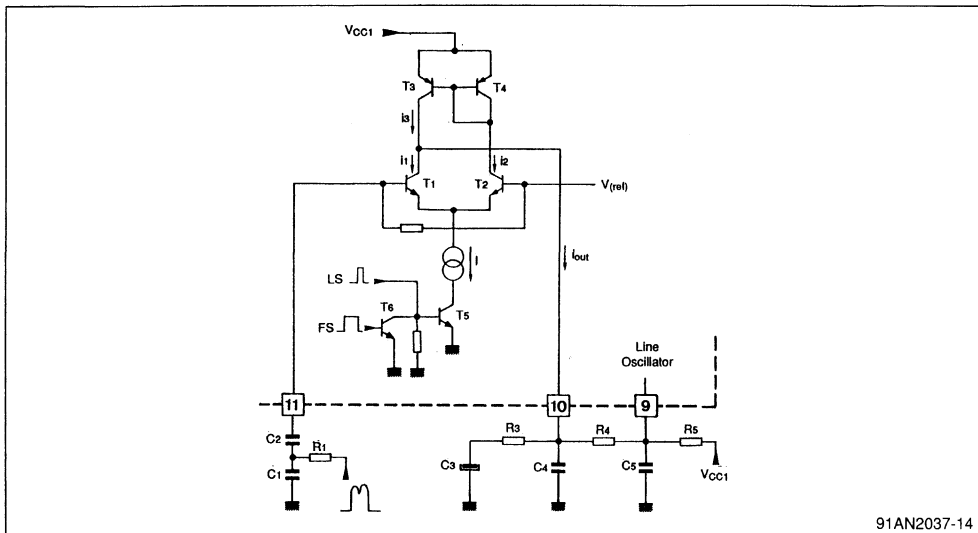 VCC1
T3
T4
i3
i1
i2
T1
T2
V(ref)
I
iout
LS
T6
T5
FS
Line
Oscillator
11
10
9
C2
R1
C1
R3
R4
R5
C3
C4
C5
VCC1
91AN2037-14